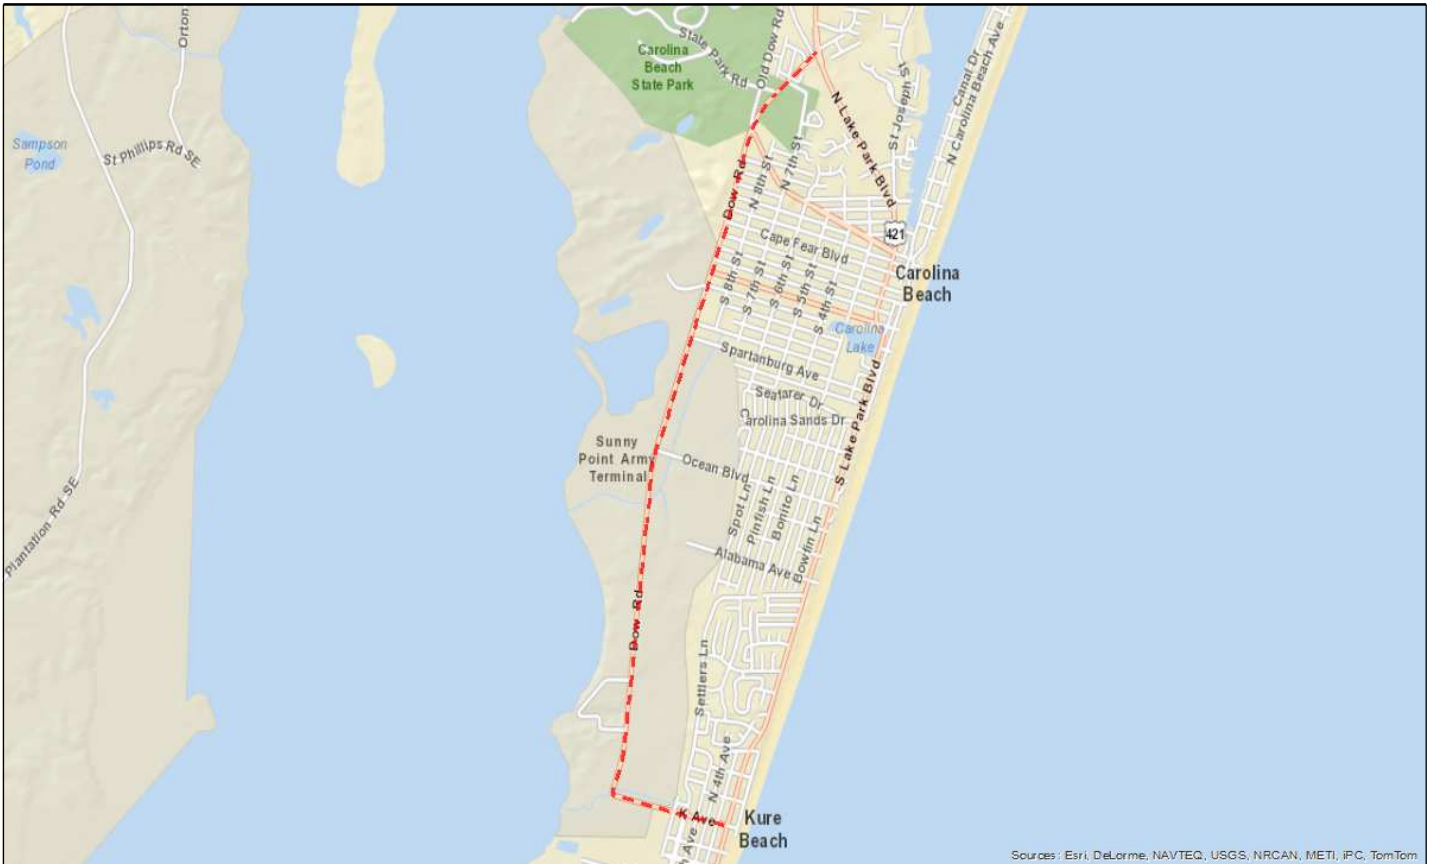 Orton
Old Dow Rd
State Park Rd
Carolina
Beach
State Park
N Lake Park Blvd
St Joseph St
Canal Dr
N Carolina Beach Ave
Sampson
Pond
St Phillips Rd SE
Dow Rd
N 8th St
N 7th St
421
Cape Fear Blvd
Carolina
Beach
S 8th St
S 7th St
S 6th St
S 5th St
S 4th St
Carolina
Lake
Spartanburg Ave
Seafarer Dr
Carolina Sands Dr
S Lake Park Blvd
Sunny
Point Army
Terminal
Ocean Blvd
Plantation Rd SE
Spot Ln
Pinfish Ln
Bonito Ln
Bowfin Ln
Alabama Ave
Dow Rd
Settlers Ln
N 4th Ave
K Ave
Kure
Beach
h Ave
Sources: Esri, DeLorme, NAVTEQ, USGS, NRCAN, METI, iPC, TomTom